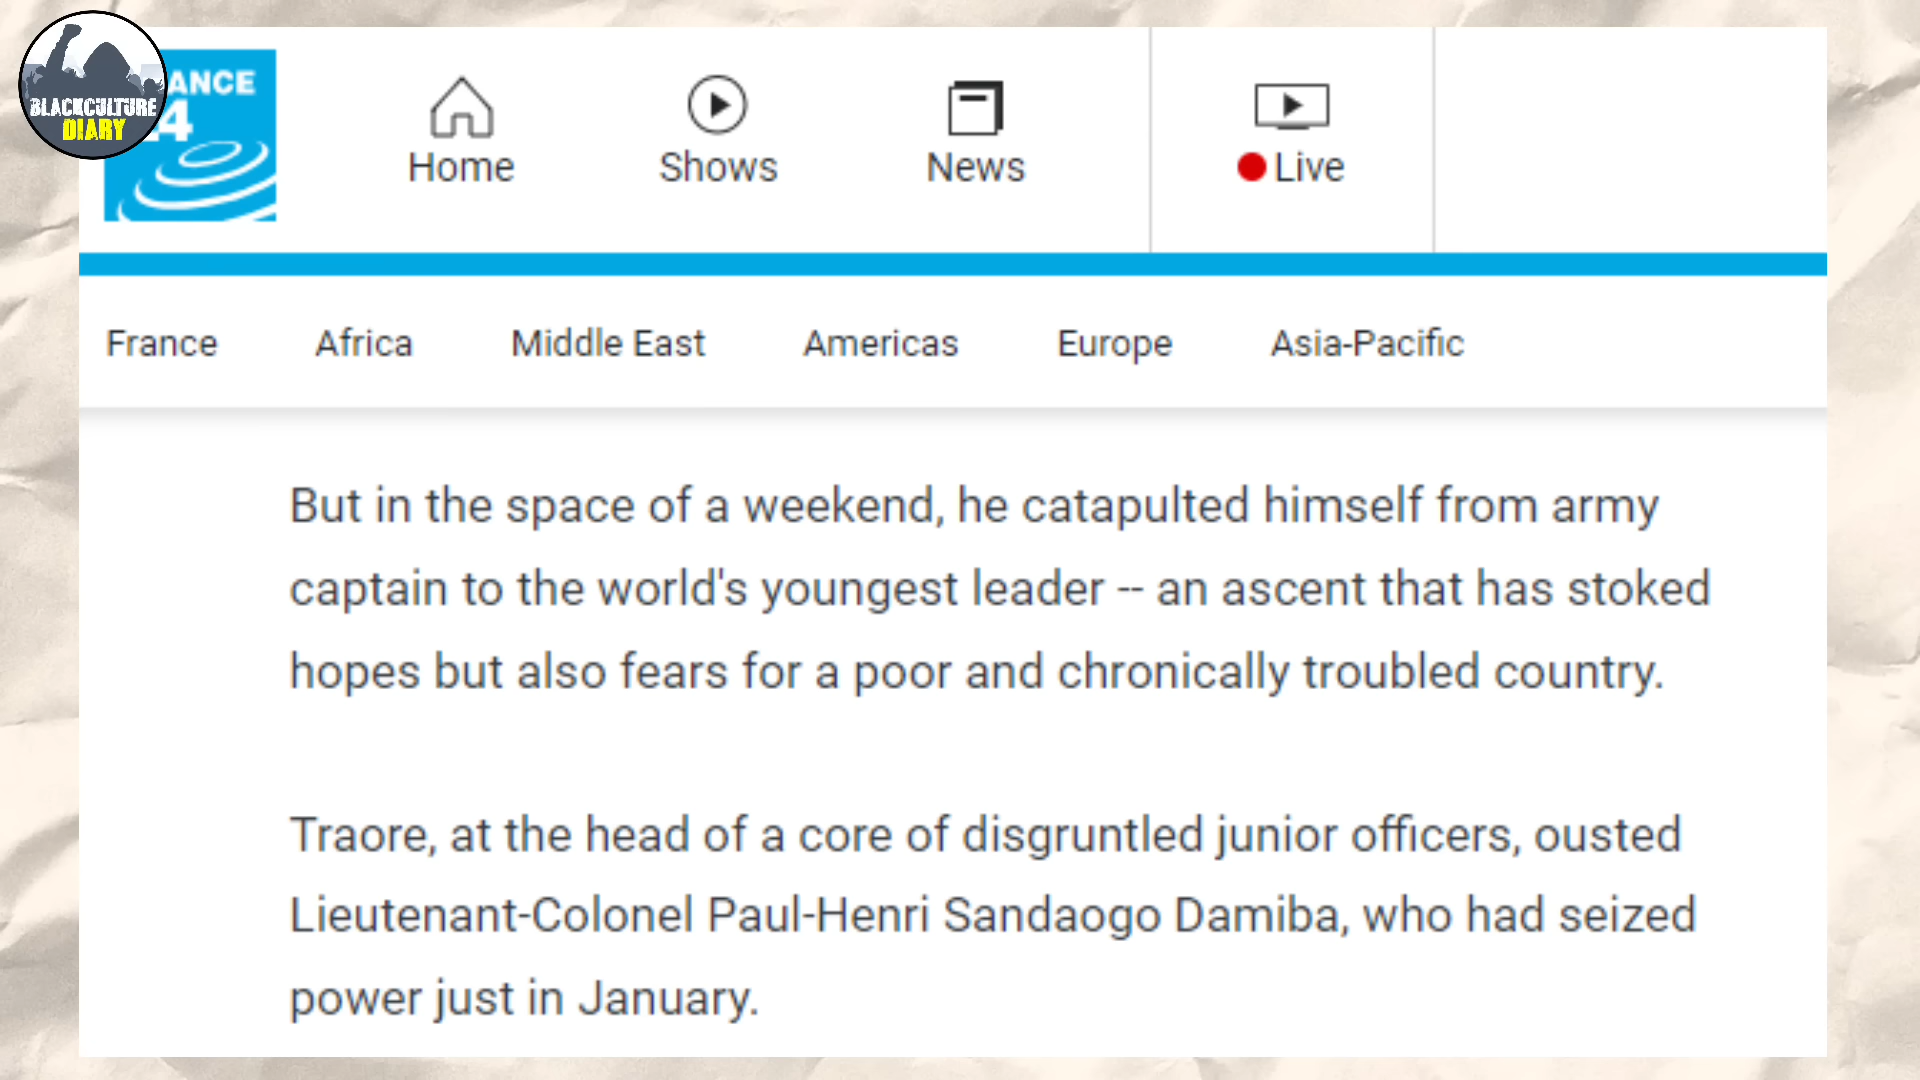 BLACKCULTURE
DIARY
ANCE
4
Home
Shows
News
Live
France
Africa
Middle East
Americas
Europe
Asia-Pacific
But in the space of a weekend, he catapulted himself from army
captain to the world's youngest leader -- an ascent that has stoked
hopes but also fears for a poor and chronically troubled country.
Traore, at the head of a core of disgruntled junior officers, ousted
Lieutenant-Colonel Paul-Henri Sandaogo Damiba, who had seized
power just in January.